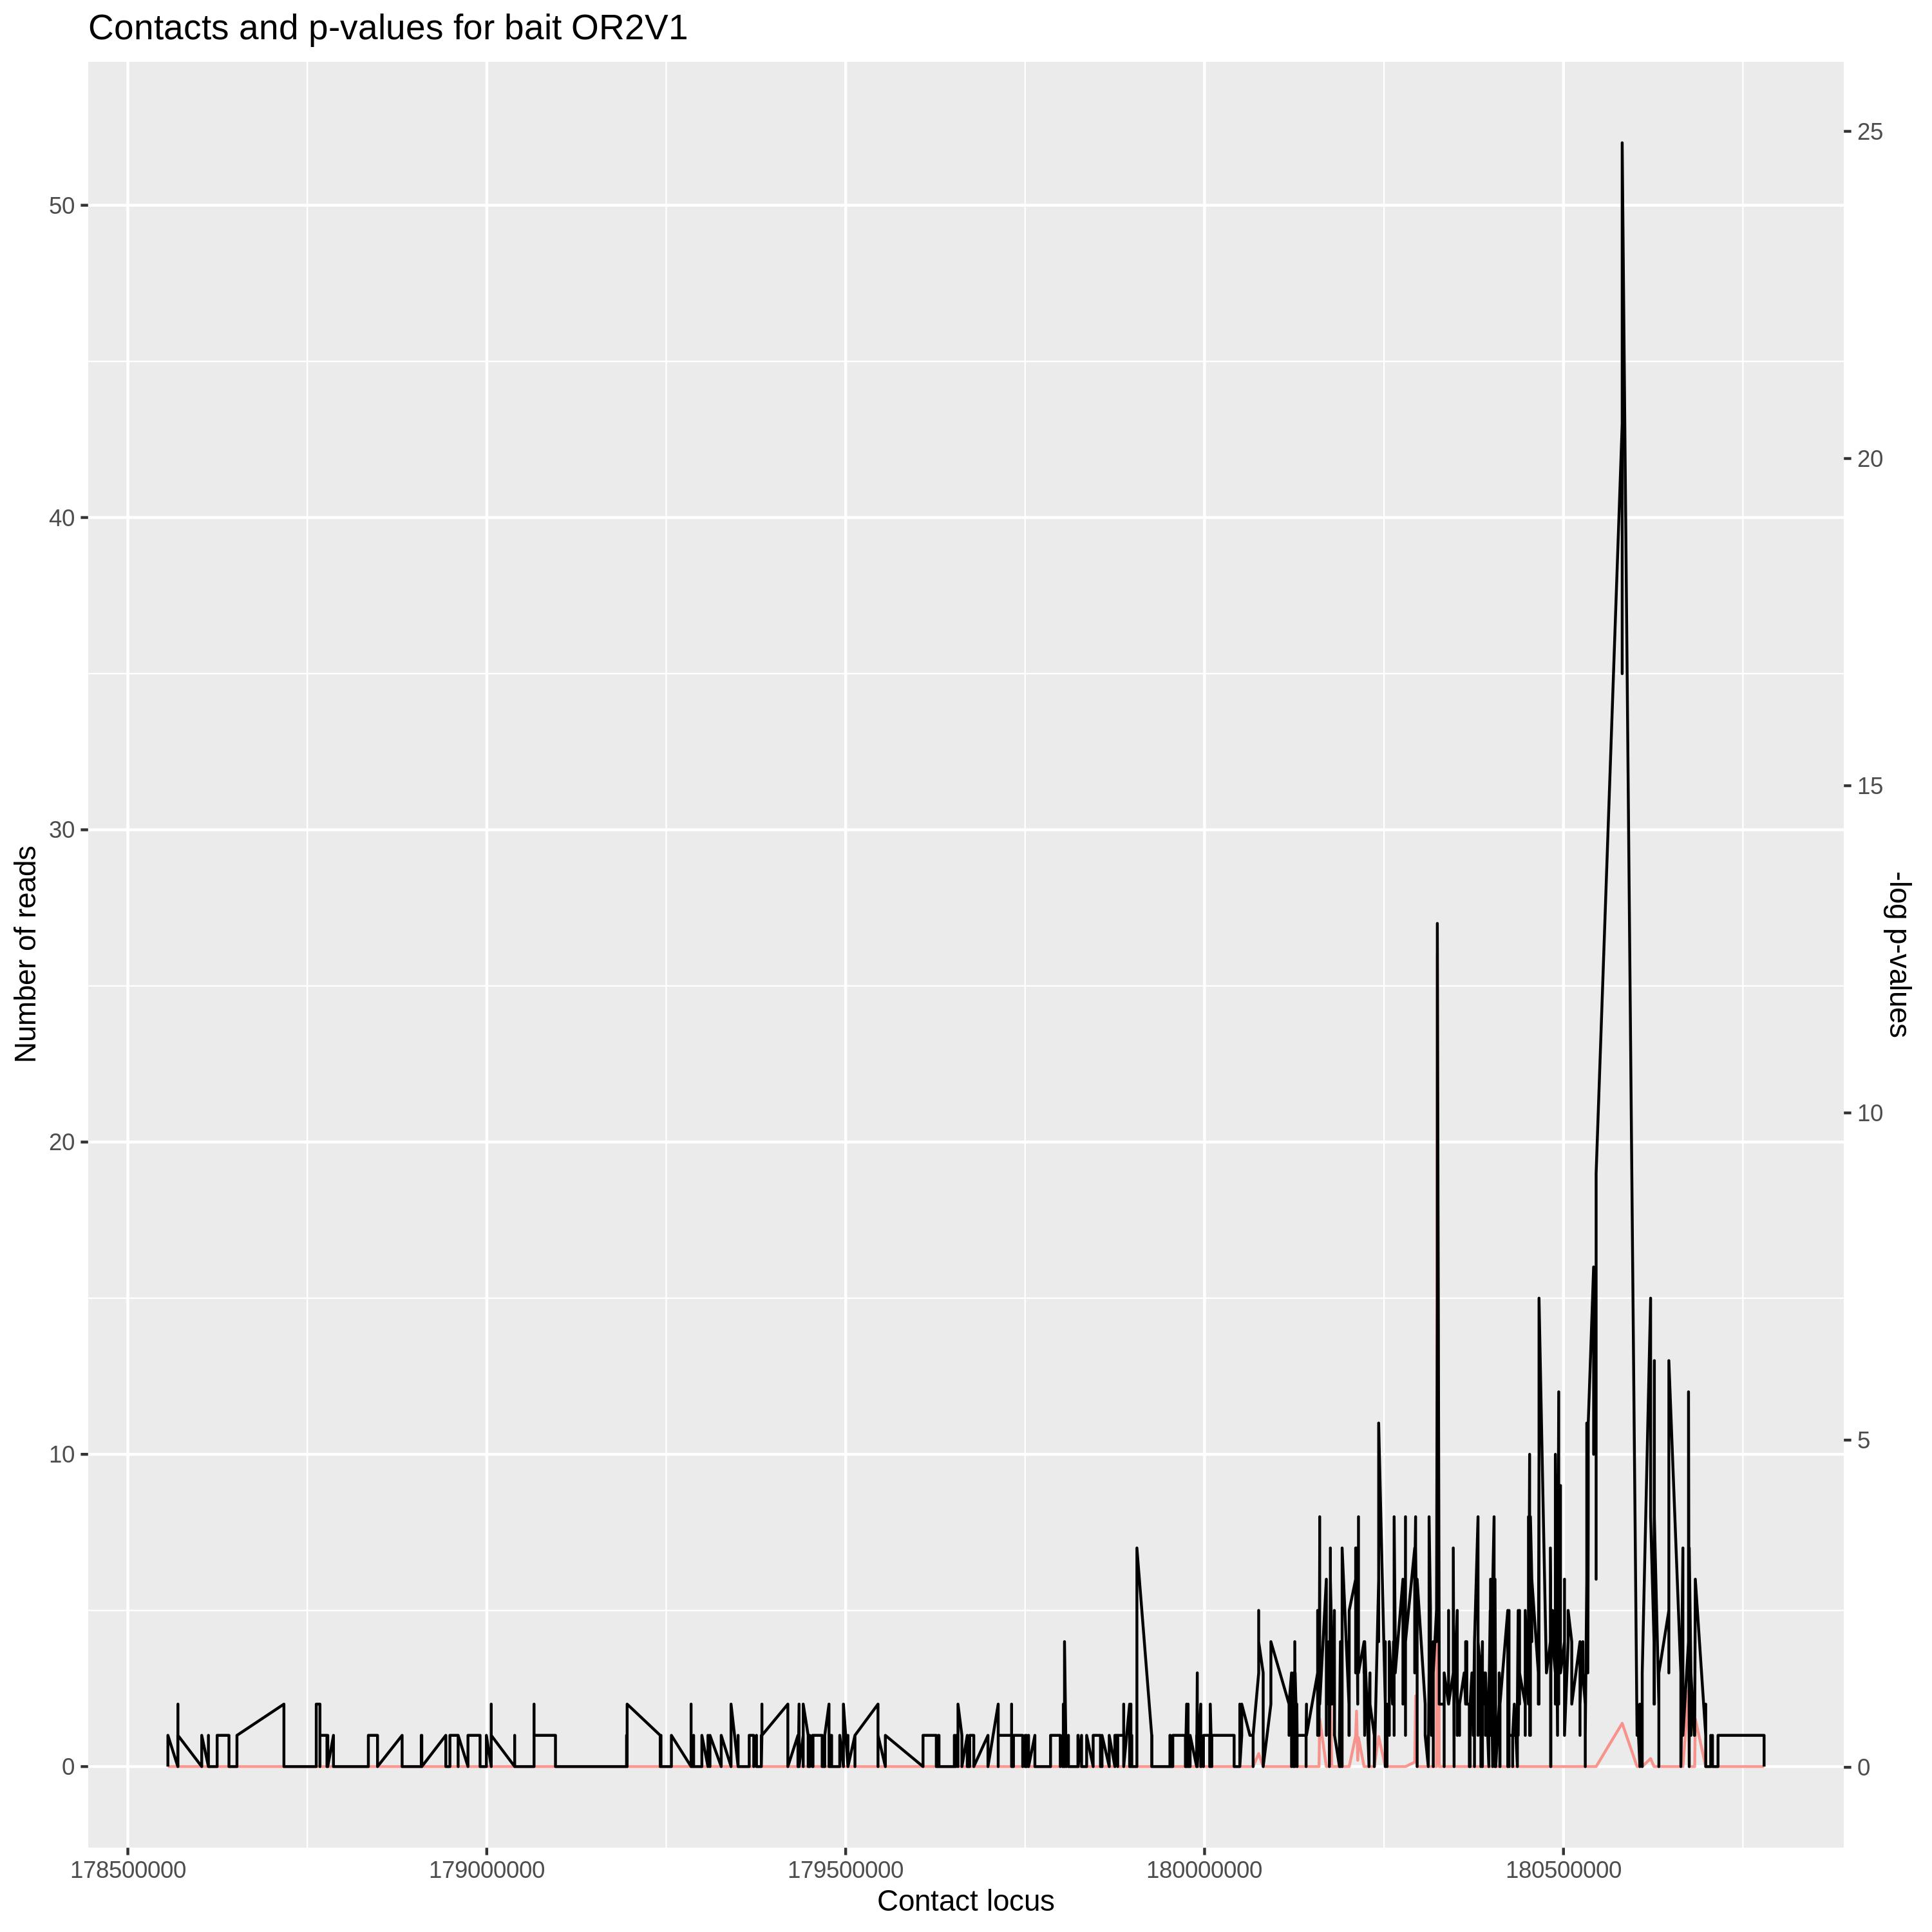 Contacts and p-values for bait OR2V1
50
40
30
20
10
0
Number of reads
25
20
15
10
5
0
-log p-values
178500000 179000000 179500000 180000000 180500000
Contact locus